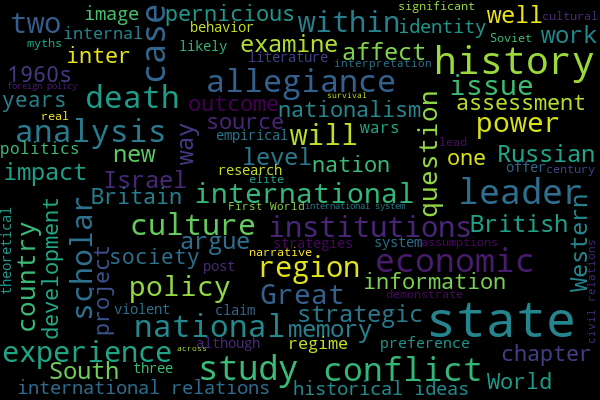 significant
image
pernicious
within
well
cultural
two
case
behavior
identity
Soviet
work
myths
internal
likely
examine
affect
history
inter
literature
interpretation
1960s
foreign policy
allegiance
issue
years
death
outcome
survival
nationalism
assessment
real
source
wars
power
analysis
way
empirical
will
question
lead
politics
new
level
nation
one
Russian
impact
Israel
research
elite
offer
century
Britain
international
leader
First World
international system
theoretical
country
development
scholar
culture
institutions
British
Western
argue
strategies
system
assumptions
society
narrative
economic
civil relations
project
post
region
policy
information
demonstrate
Great
violent
claim
strategic
state
national
memory
preference
although
regime
chapter
experience
across
South
three
study
conflict
World
international relations
historical ideas